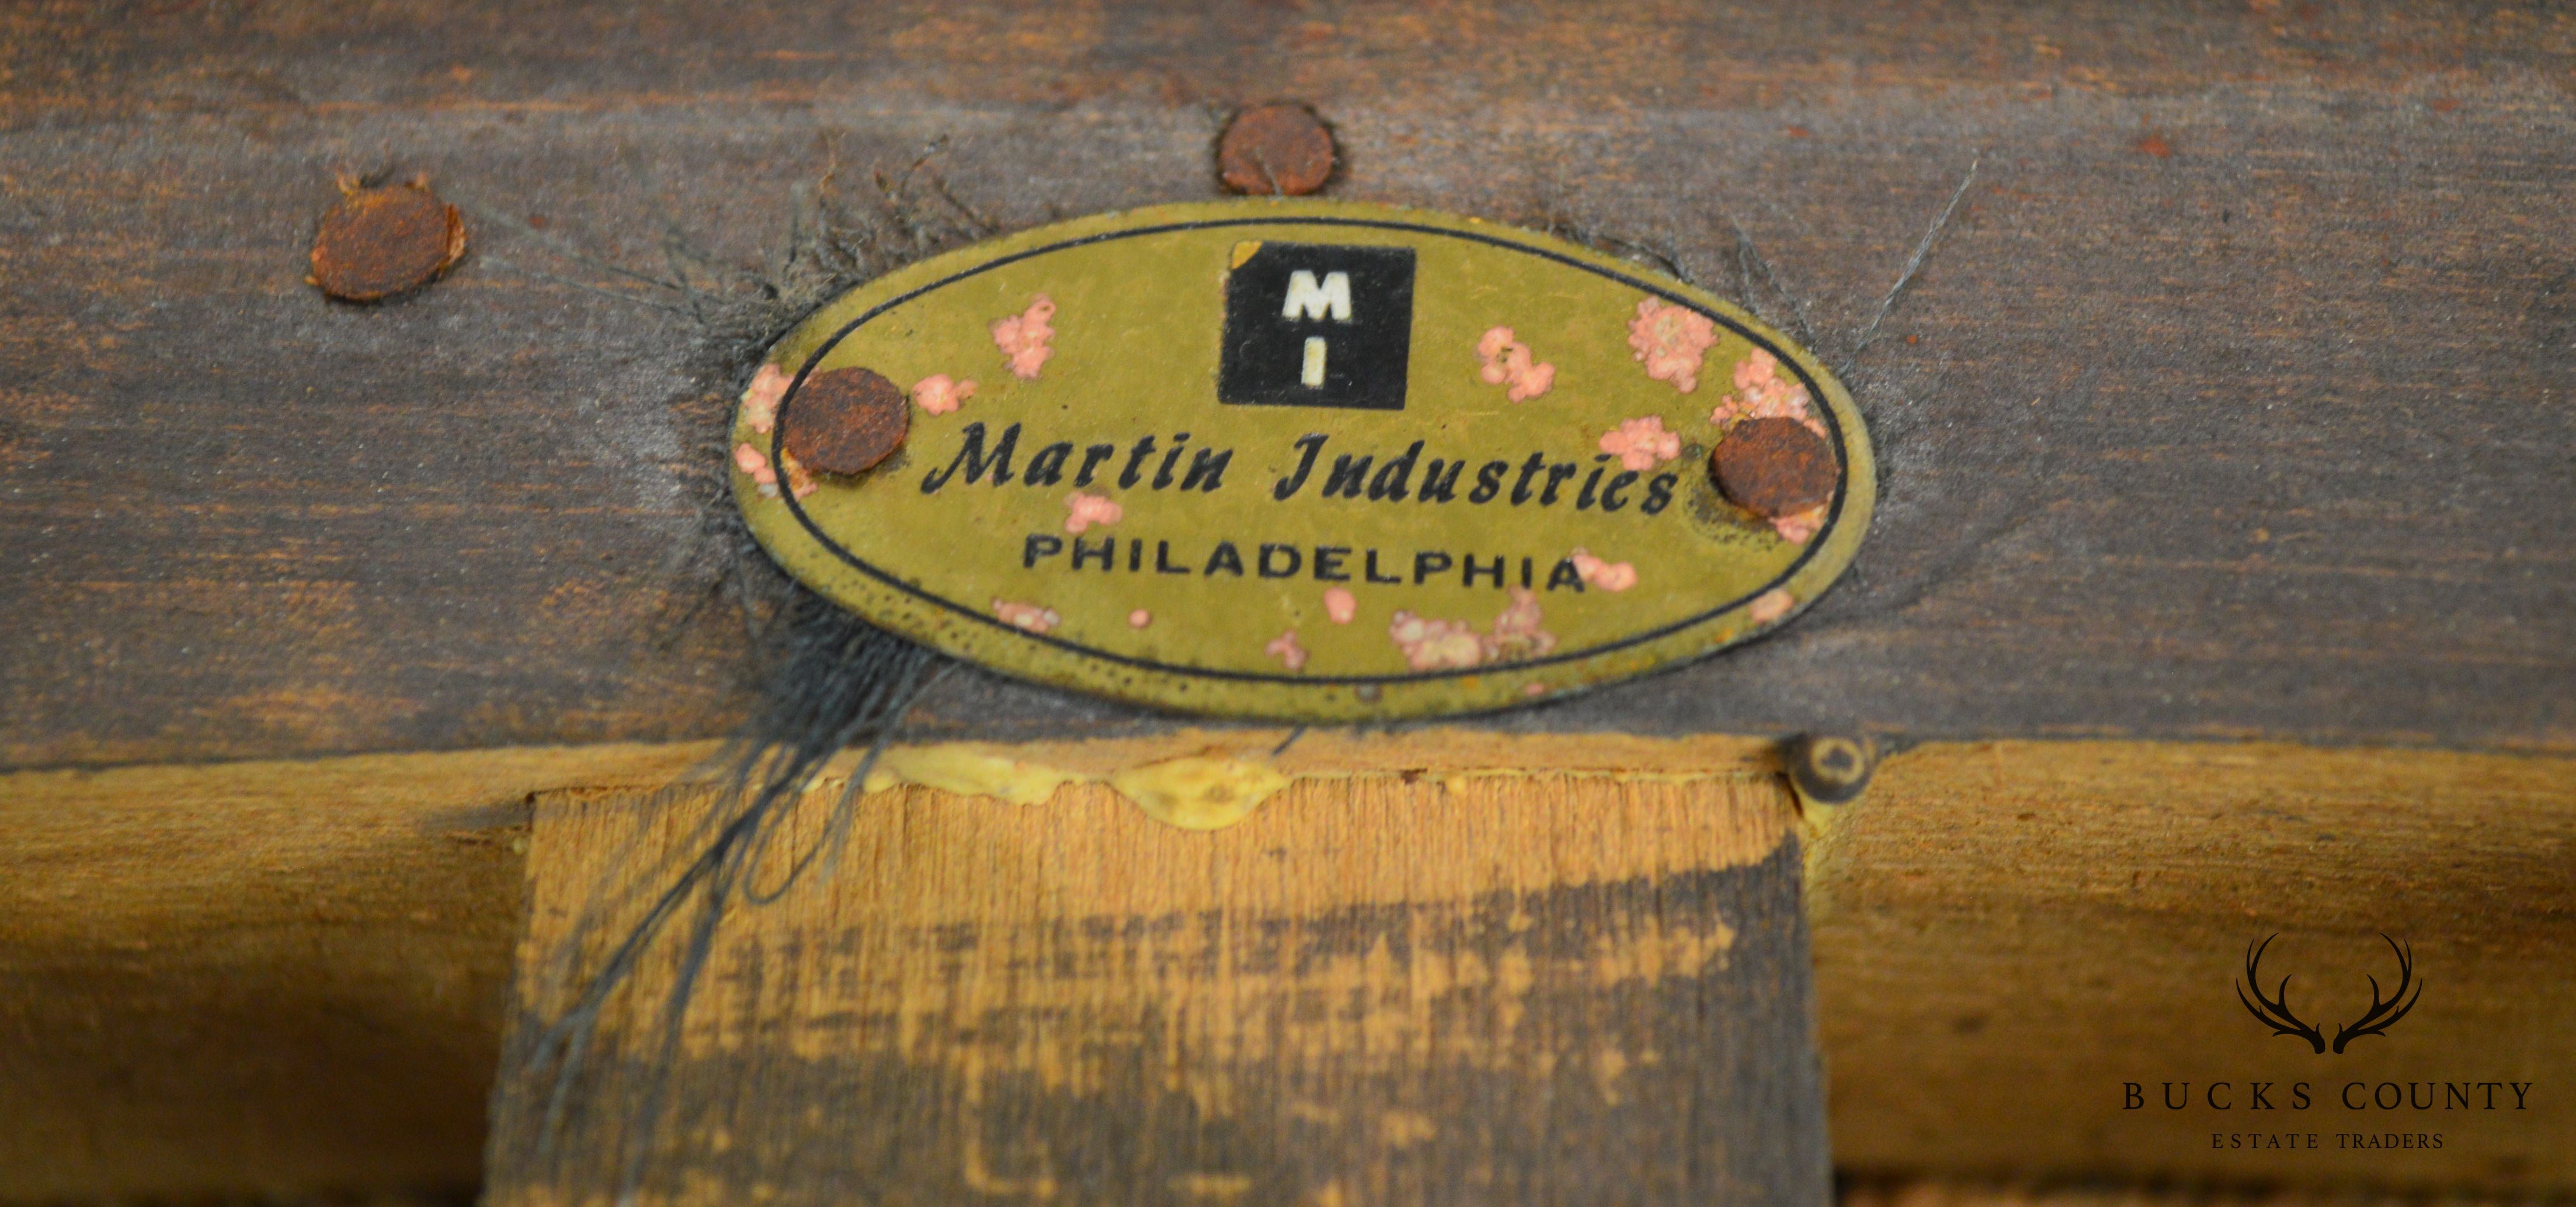 M
I
Martin Industries
PHILADELPHIA
BUCKS COUNTY
ESTATE TRADERS